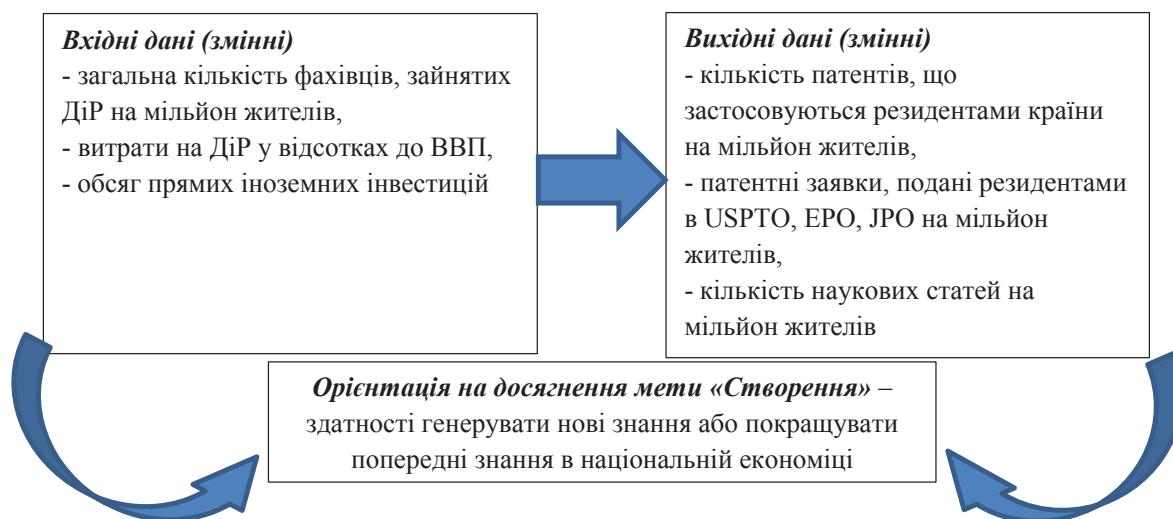 Вхідні дані (змінні)
- загальна кількість фахівців, зайнятих
ДіР на мільйон жителів,
- витрати на ДіР у відсотках до ВВП,
- обсяг прямих іноземних інвестицій
Вихідні дані (змінні)
- кількість патентів, що
застосовуються резидентами країни
на мільйон жителів,
- патентні заявки, подані резидентами
в USPTO, EPO, JPO на мільйон
жителів,
- кількість наукових статей на
мільйон жителів
Орієнтація на досягнення мети «Створення» –
здатності генерувати нові знання або покращувати
попередні знання в національній економіці